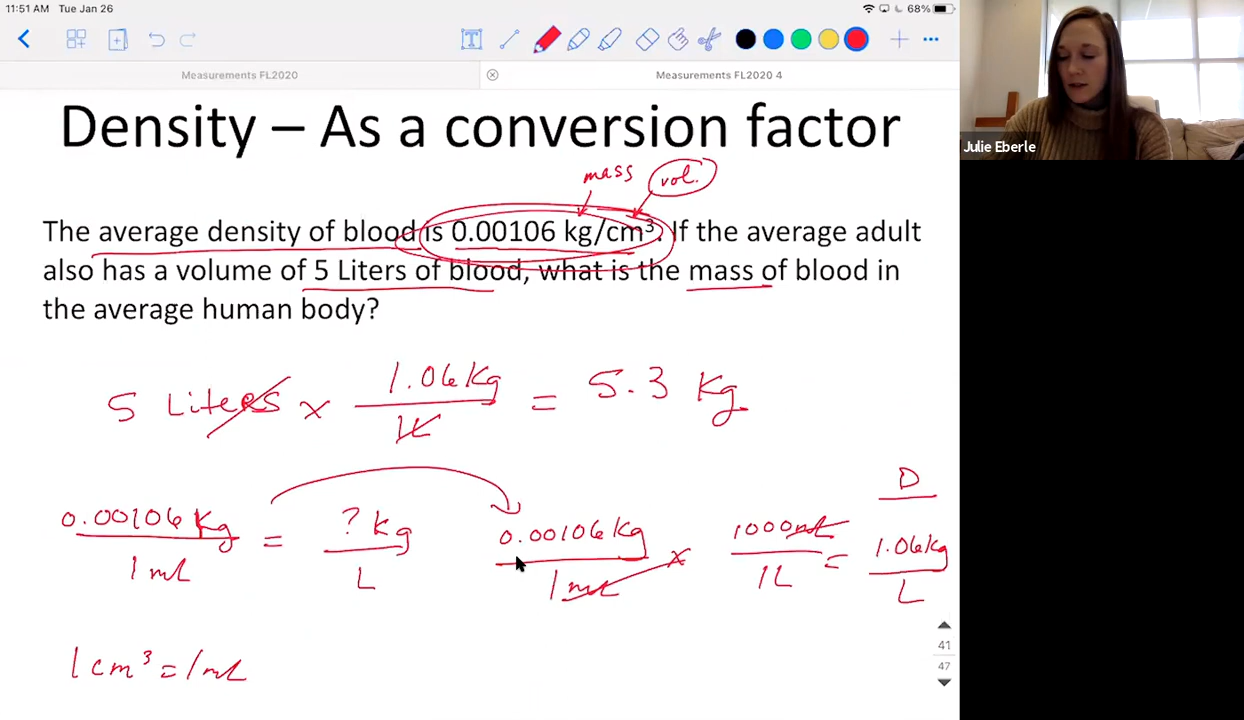 11:51 AM Tue Jan 26
68%
Measurements FL2020
Measurements FL2020 4
Density – As a conversion factor
mass vol.
The average density of blood is 0.00106 kg/cm³. If the average adult
also has a volume of 5 Liters of blood, what is the mass of blood in
the average human body?
5 Liters x 1.06 Kg / 1L = 5.3 Kg
D
0.00106 Kg / 1 mL = ? kg / L
0.00106 Kg / 1 mL x 1000 mL / 1L = 1.06 kg / L
1 cm³ = 1 mL
41
47
Julie Eberle